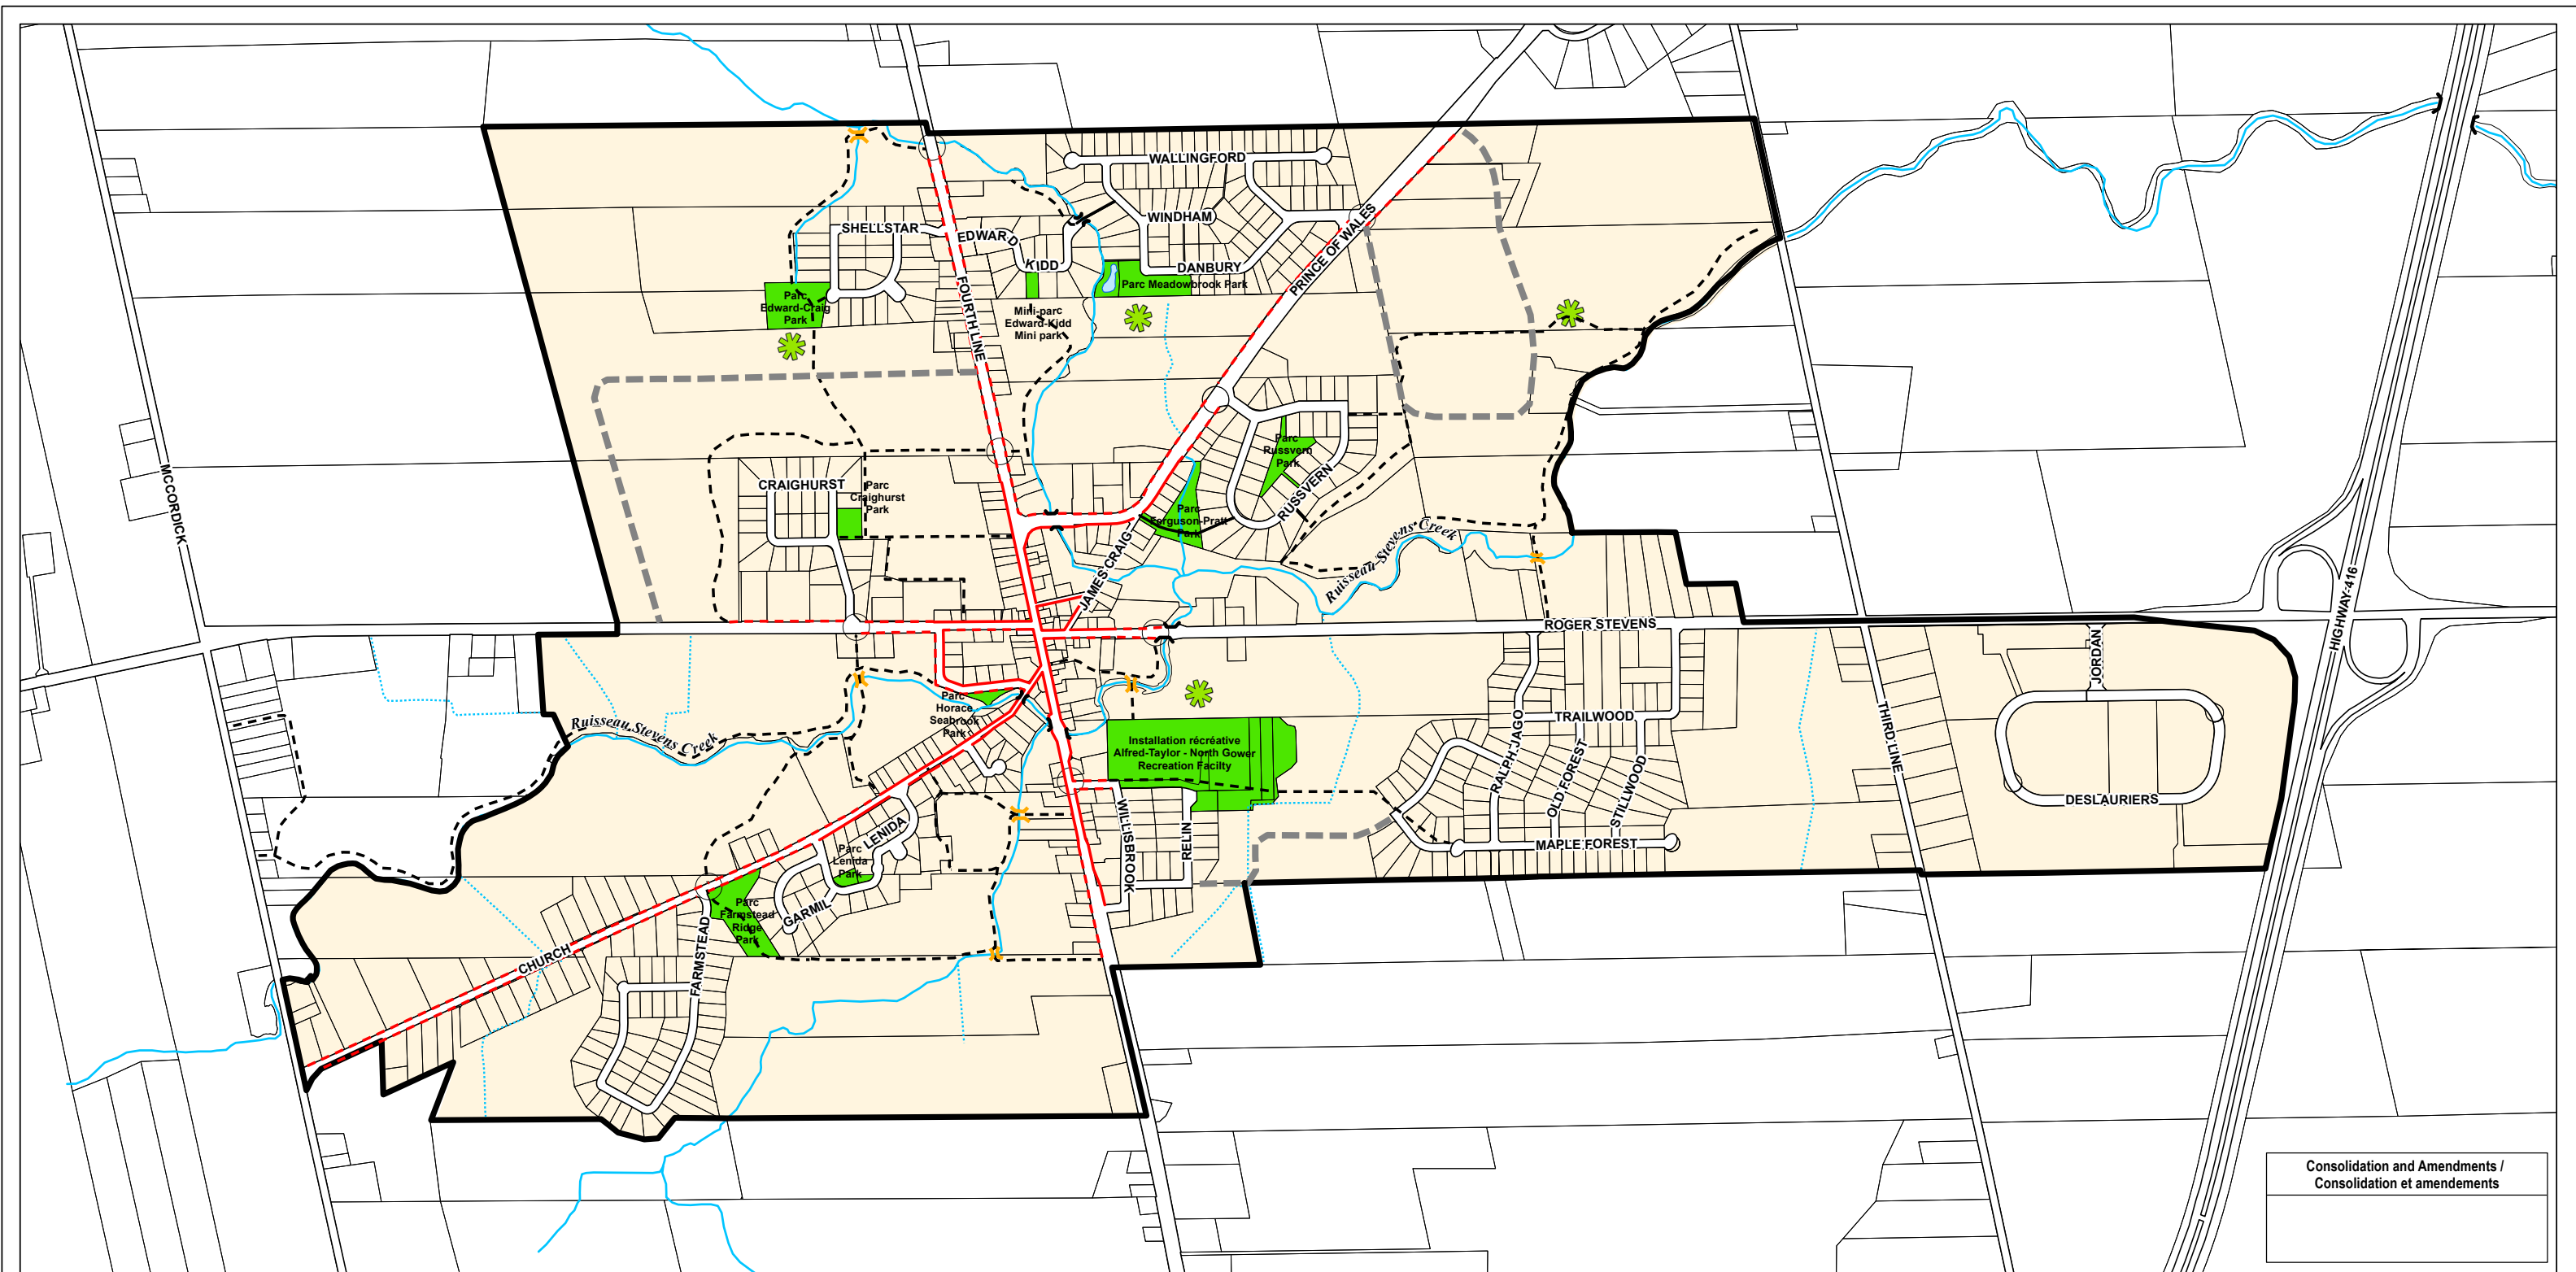 WALLINGFORD
WINDHAM
SHELLSTAR
EDWARD
KIDD
DANBURY
PRINCE OF WALES
Parc Meadowbrook Park
Parc
Edward-Craig
Park
FOURTH LINE
Mini-parc
Edward-Kidd
Mini park
MCCORDICK
CRAIGHURST
Parc
Craighurst
Park
Parc
Russvern
Park
RUSSVERN
Parc
Ferguson-Pratt
Park
JAMES CRAIG
Ruisseau Stevens Creek
HIGHWAY 416
ROGER STEVENS
JORDAN
Parc
Horace
Seabrook
Park
Ruisseau Stevens Creek
Installation récréative
Alfred-Taylor - North Gower
Recreation Facilty
RALPH JAGO
TRAILWOOD
OLD FOREST
STILLWOOD
MAPLE FOREST
THIRD LINE
DESLAURIERS
WILLISBROOK
RELIN
LENIDA
Parc
Lenida
Park
GARMIL
Parc
Farmstead
Ridge
Park
FARMSTEAD
CHURCH
Consolidation and Amendments /
Consolidation et amendements